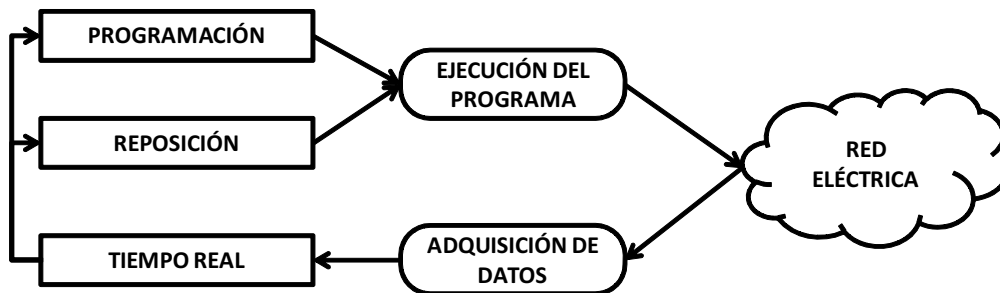 PROGRAMACIÓN
EJECUCIÓN DEL
PROGRAMA
REPOSICIÓN
RED
ELÉCTRICA
TIEMPO REAL
ADQUISICIÓN DE
DATOS